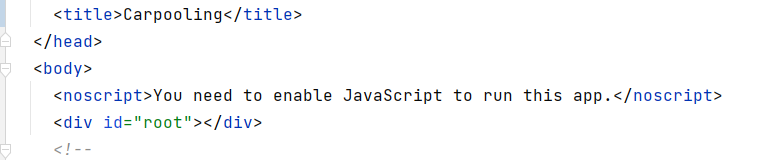 <title>Carpooling</title>
</head>
<body>
<noscript>You need to enable JavaScript to run this app.</noscript>
<div id="root"></div>
<!--